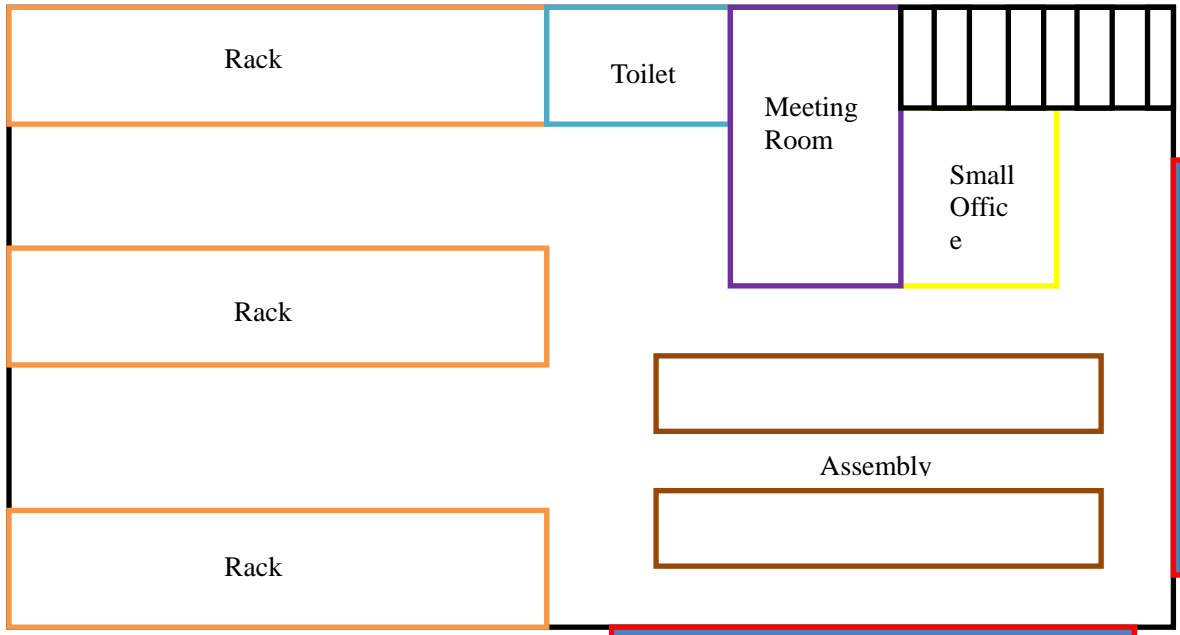 Rack
Toilet
Meeting
Room
Small
Offic
e
Rack
Assembly
Rack